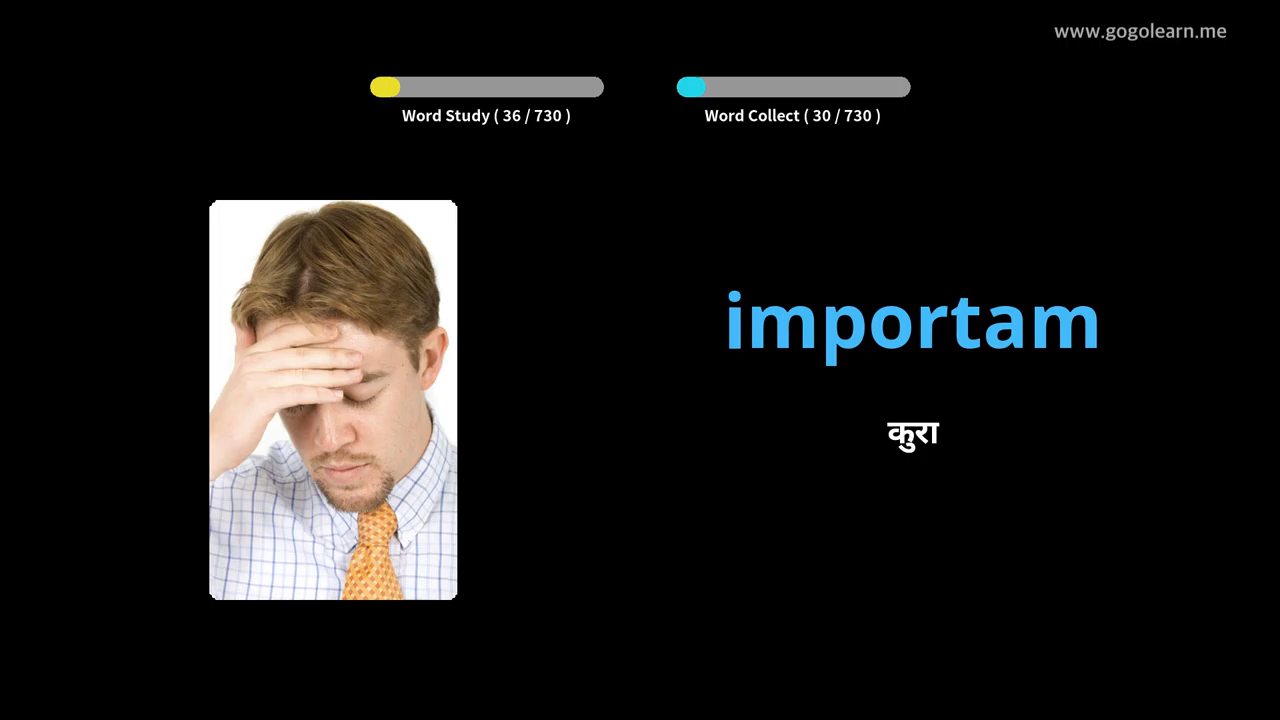 www.gogolearn.me
Word Study ( 36 / 730 )
Word Collect ( 30 / 730 )
importam
कुरा